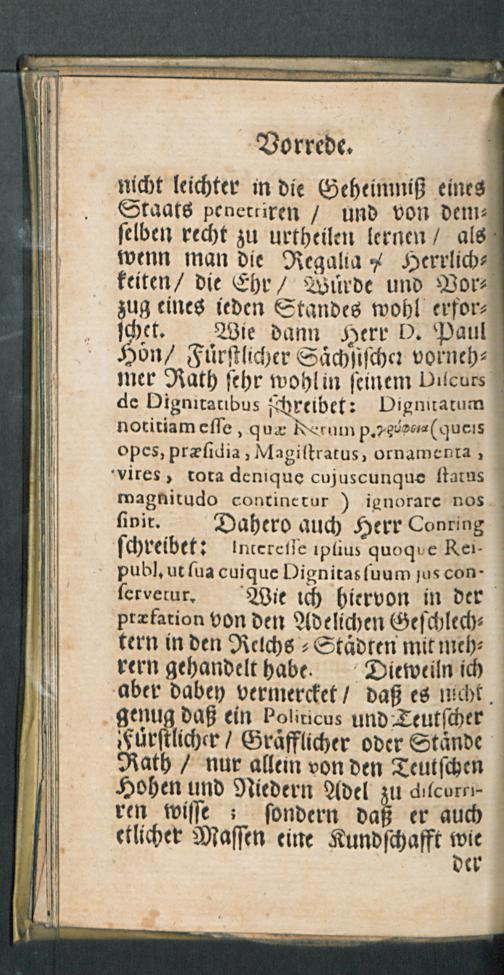 Vorrede.
nicht leichter in die Geheimniß eines
Staats penetriren / und von dem⸗
selben recht zu urtheilen lernen / als
wenn man die Regalia Herrlich⸗
keiten / die Ehr / Würde und Vor⸗
zug eines ieden Standes wohl erfor⸗
schet. Wie dann Herr D. Paul
Hön / Fürstlicher Sächsischer vorneh⸗
mer Rath sehr wohl in seinem Discurs
de Dignitatibus schreibet: Dignitatum
notitiam esse, quæ Rerum (queis
opes, præsidia, Magistratus, ornamenta,
vires, tota denique cujuscunque status
magnitudo continetur ) ignorare nos
sinit. Dahero auch Herr Conring
schreibet: Interesse ipsius quoque Rei-
publ. ut sua cuique Dignitas suum jus con-
servetur. Wie ich hiervon in der
præfation von den Adelichen Geschlech⸗
tern in den Reichs⸗Städten mit meh⸗
rern gehandelt habe. Dieweiln ich
aber dabey vermercket / daß es nicht
genug daß ein Politicus und Teutscher
Fürstlicher / Gräfflicher oder Stände
Rath / nur allein von den Teutschen
Hohen und Niedern Adel zu discurri-
ren wisse ; sondern daß er auch
etlicher Massen eine Kundschafft wie
der